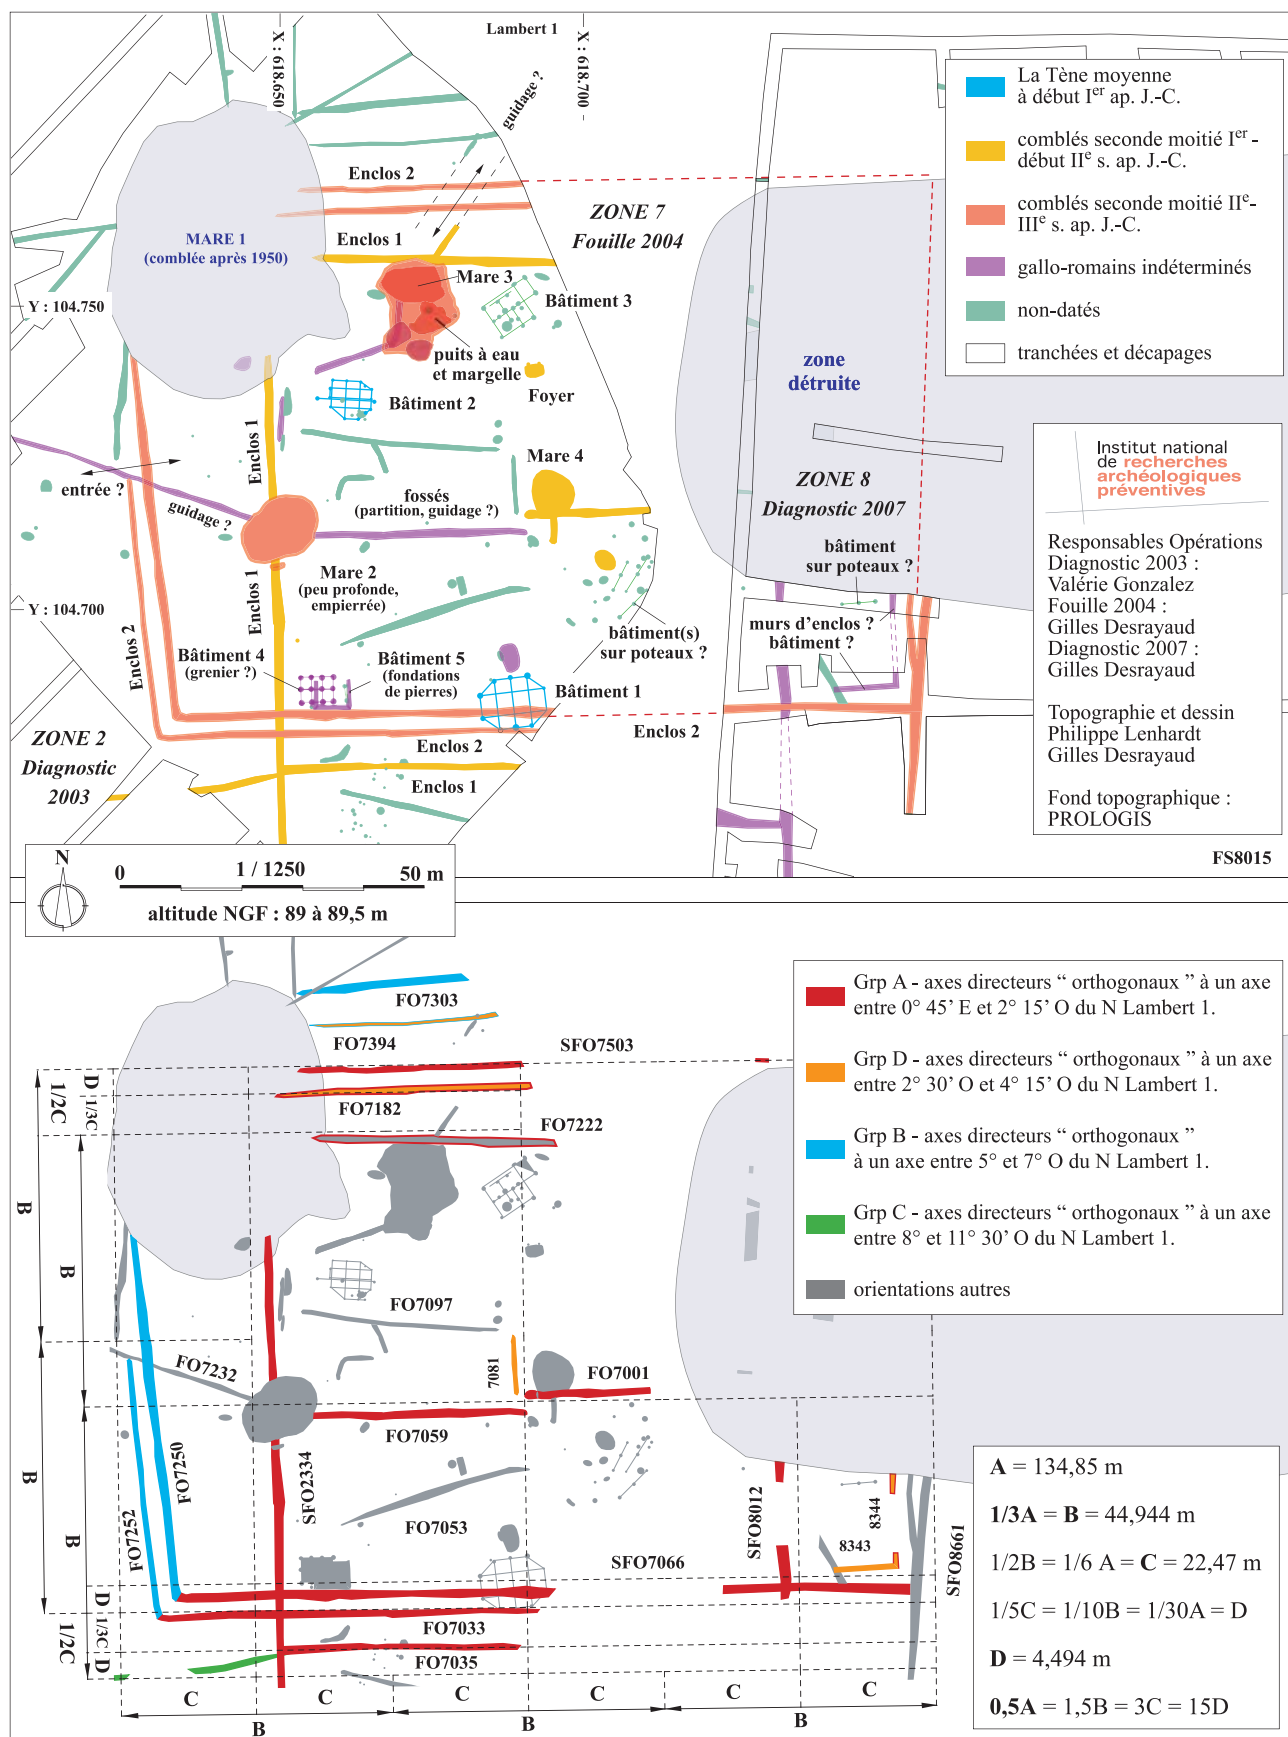 Lambert 1
X : 618.650
X : 618.700
guidage ?
La Tène moyenne
à début Ier ap. J.-C.
comblés seconde moitié Ier -
début IIe s. ap. J.-C.
comblés seconde moitié IIe-
IIIe s. ap. J.-C.
gallo-romains indéterminés
non-datés
tranchées et décapages
Enclos 2
ZONE 7
Fouille 2004
MARE 1
(comblée après 1950)
Enclos 1
Mare 3
Bâtiment 3
Y : 104.750
puits à eau
et margelle
Foyer
Bâtiment 2
zone
détruite
Enclos 1
Mare 4
entrée ?
guidage ?
fossés
(partition, guidage ?)
ZONE 8
Diagnostic 2007
Institut national
de recherches
archéologiques
préventives
Responsables Opérations
Diagnostic 2003 :
Valérie Gonzalez
Fouille 2004 :
Gilles Desrayaud
Diagnostic 2007 :
Gilles Desrayaud
Topographie et dessin
Philippe Lenhardt
Gilles Desrayaud
Fond topographique :
PROLOGIS
bâtiment
sur poteaux ?
Mare 2
(peu profonde,
empierrée)
Enclos 1
Y : 104.700
Enclos 2
murs d'enclos ?
bâtiment ?
bâtiment(s)
sur poteaux ?
Bâtiment 4
(grenier ?)
Bâtiment 5
(fondations
de pierres)
Bâtiment 1
Enclos 2
Enclos 2
ZONE 2
Diagnostic
2003
Enclos 1
FS8015
N
0
1 / 1250
50 m
altitude NGF : 89 à 89,5 m
Grp A - axes directeurs “ orthogonaux ” à un axe
entre 0° 45’ E et 2° 15’ O du N Lambert 1.
Grp D - axes directeurs “ orthogonaux ” à un axe
entre 2° 30’ O et 4° 15’ O du N Lambert 1.
Grp B - axes directeurs “ orthogonaux ”
à un axe entre 5° et 7° O du N Lambert 1.
Grp C - axes directeurs “ orthogonaux ” à un axe
entre 8° et 11° 30’ O du N Lambert 1.
orientations autres
FO7303
FO7394
SFO7503
D
1/2C
1/3C
FO7182
FO7222
B
B
FO7097
FO7232
7081
FO7001
FO7059
FO7250
SFO2334
FO7252
B
B
FO7053
SFO7066
SFO8012
8344
8343
SFO8661
D
1/2C
1/3C
D
FO7033
FO7035
C
C
C
C
C
C
B
B
B
A = 134,85 m
1/3A = B = 44,944 m
1/2B = 1/6 A = C = 22,47 m
1/5C = 1/10B = 1/30A = D
D = 4,494 m
0,5A = 1,5B = 3C = 15D